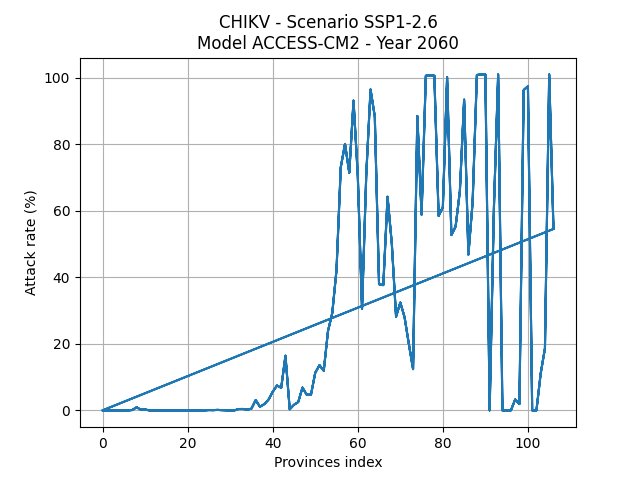 CHIKV - Scenario SSP1-2.6
Model ACCESS-CM2 - Year 2060
Attack rate (%)
100
80
60
40
20
0
0 20 40 60 80 100
Provinces index